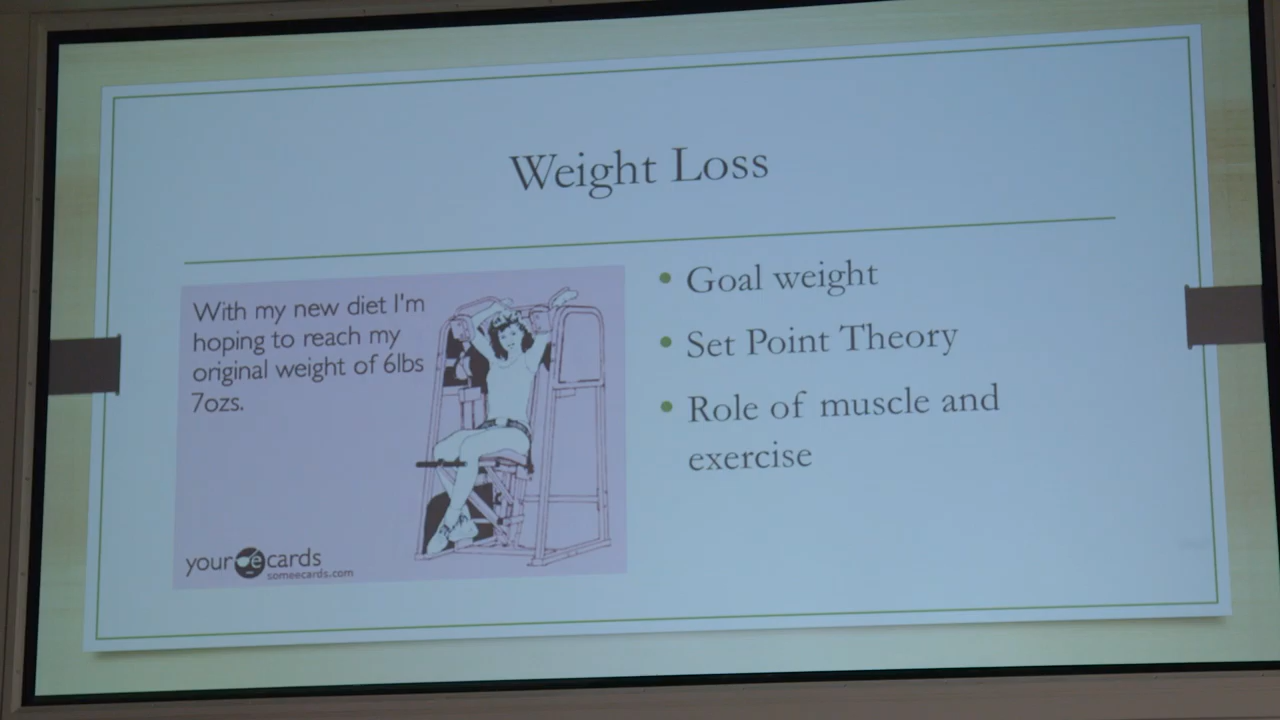 Weight Loss
With my new diet I'm
hoping to reach my
original weight of 6lbs
7ozs.
your e cards
someecards.com
• Goal weight
• Set Point Theory
• Role of muscle and
exercise